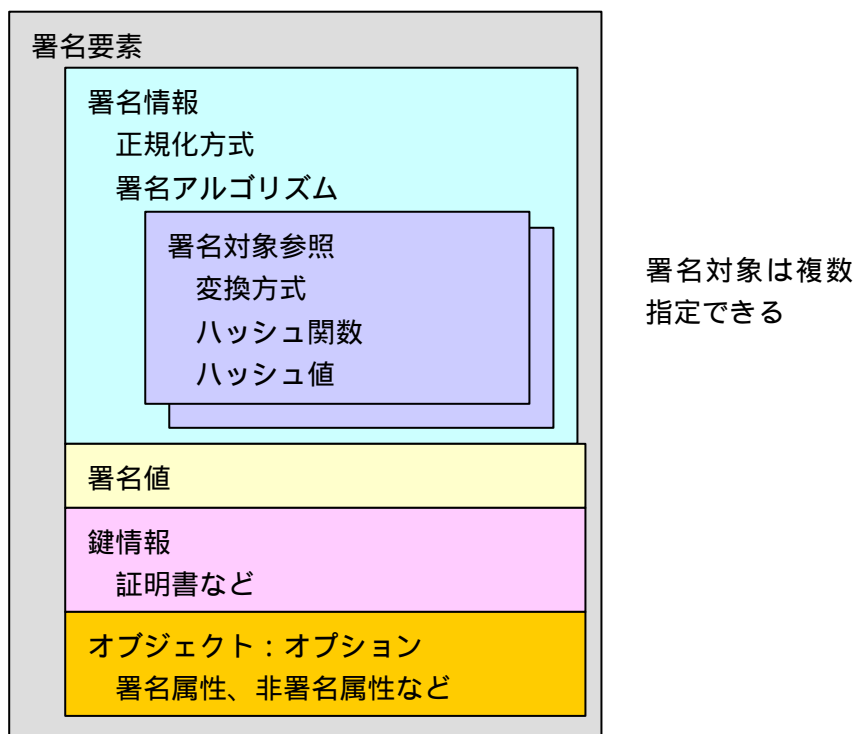 署名要素
署名情報
正規化方式
署名アルゴリズム
署名対象参照
変換方式
ハッシュ関数
ハッシュ値
署名対象は複数
指定できる
署名値
鍵情報
証明書など
オブジェクト：オプション
署名属性、非署名属性など